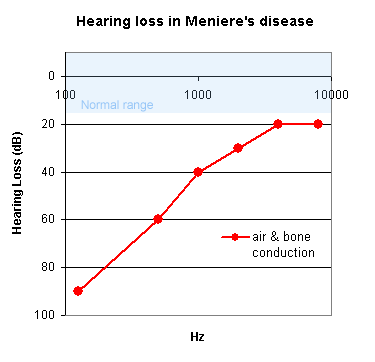 Hearing loss in Meniere's disease
0
100
1000
10000
Normal range
20
40
60
80
100
Hearing Loss (dB)
air & bone
conduction
Hz